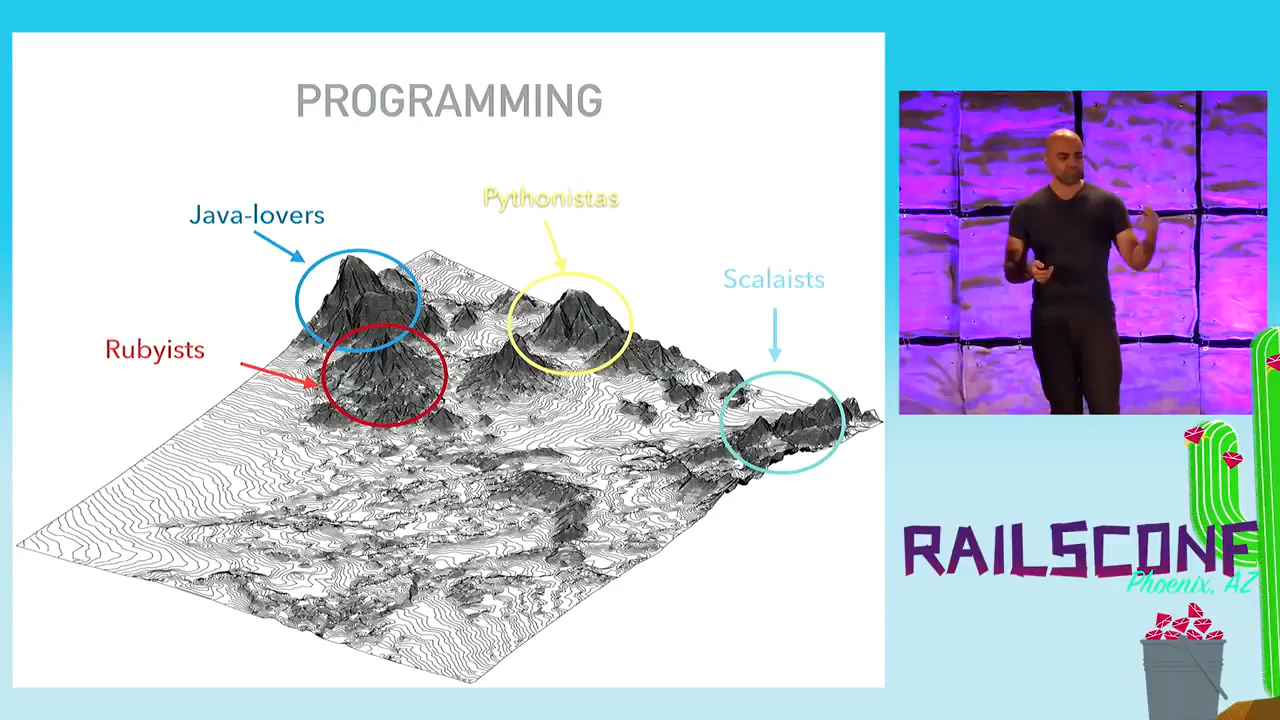 PROGRAMMING
Java-lovers
Pythonistas
Scalaists
Rubyists
RAILSCONF
Phoenix, AZ